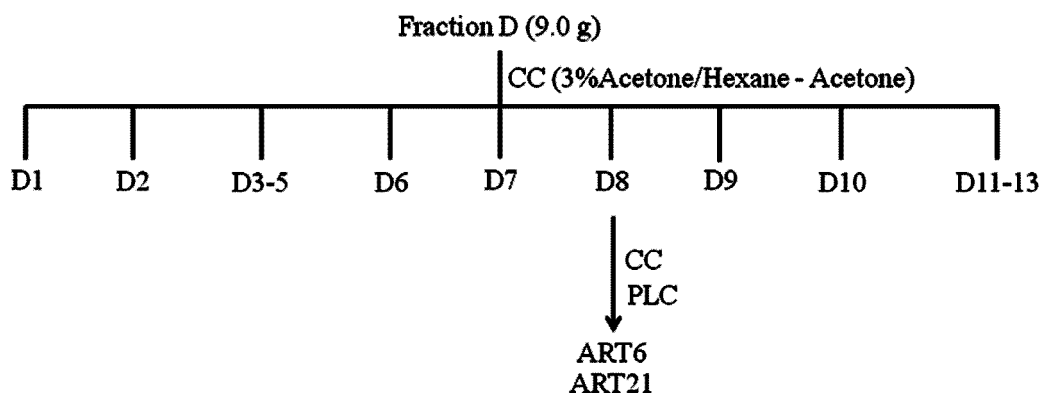 Fraction D (9.0 g)
CC (3%Acetone/Hexane - Acetone)
D1 D2 D3-5 D6 D7 D8 D9 D10 D11-13
CC
PLC
ART6
ART21